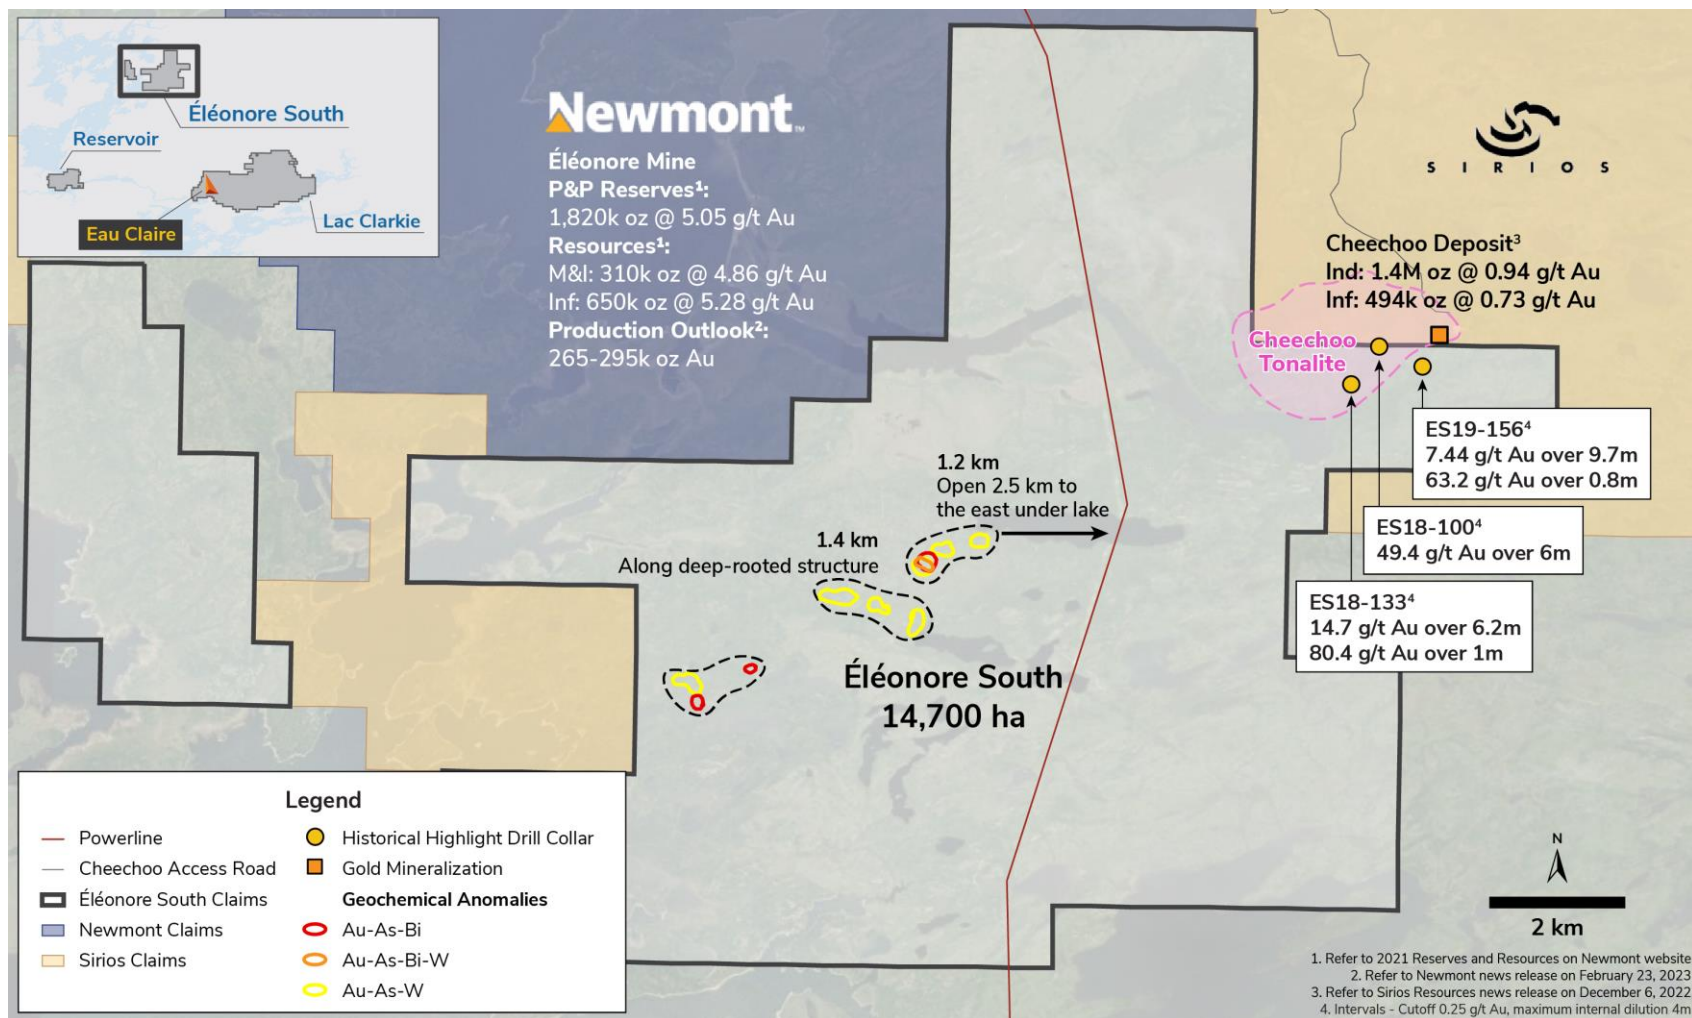 Éléonore South
Reservoir
Eau Claire
Lac Clarkie
Newmont™
Éléonore Mine
P&P Reserves¹:
1,820k oz @ 5.05 g/t Au
Resources¹:
M&I: 310k oz @ 4.86 g/t Au
Inf: 650k oz @ 5.28 g/t Au
Production Outlook²:
265-295k oz Au
SIRIOS
Cheechoo Deposit³
Ind: 1.4M oz @ 0.94 g/t Au
Inf: 494k oz @ 0.73 g/t Au
Cheechoo
Tonalite
ES19-156⁴
7.44 g/t Au over 9.7m
63.2 g/t Au over 0.8m
ES18-100⁴
49.4 g/t Au over 6m
ES18-133⁴
14.7 g/t Au over 6.2m
80.4 g/t Au over 1m
1.2 km
Open 2.5 km to
the east under lake
1.4 km
Along deep-rooted structure
Éléonore South
14,700 ha
Legend
Powerline
Cheechoo Access Road
Éléonore South Claims
Newmont Claims
Sirios Claims
Historical Highlight Drill Collar
Gold Mineralization
Geochemical Anomalies
Au-As-Bi
Au-As-Bi-W
Au-As-W
N
2 km
1. Refer to 2021 Reserves and Resources on Newmont website
2. Refer to Newmont news release on February 23, 2023
3. Refer to Sirios Resources news release on December 6, 2022
4. Intervals - Cutoff 0.25 g/t Au, maximum internal dilution 4m